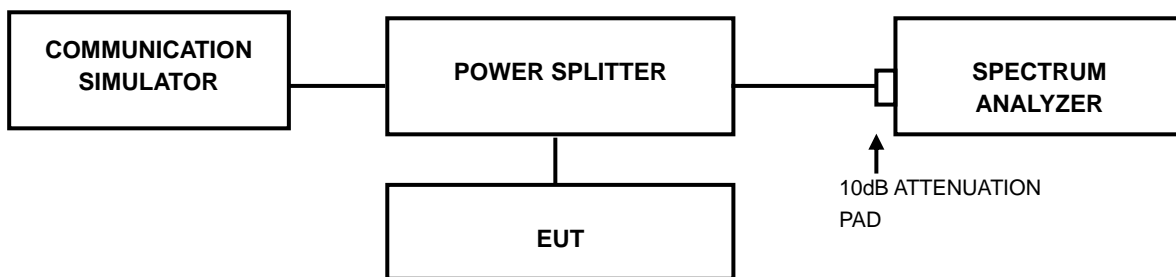 COMMUNICATION
SIMULATOR
POWER SPLITTER
SPECTRUM
ANALYZER
10dB ATTENUATION
PAD
EUT